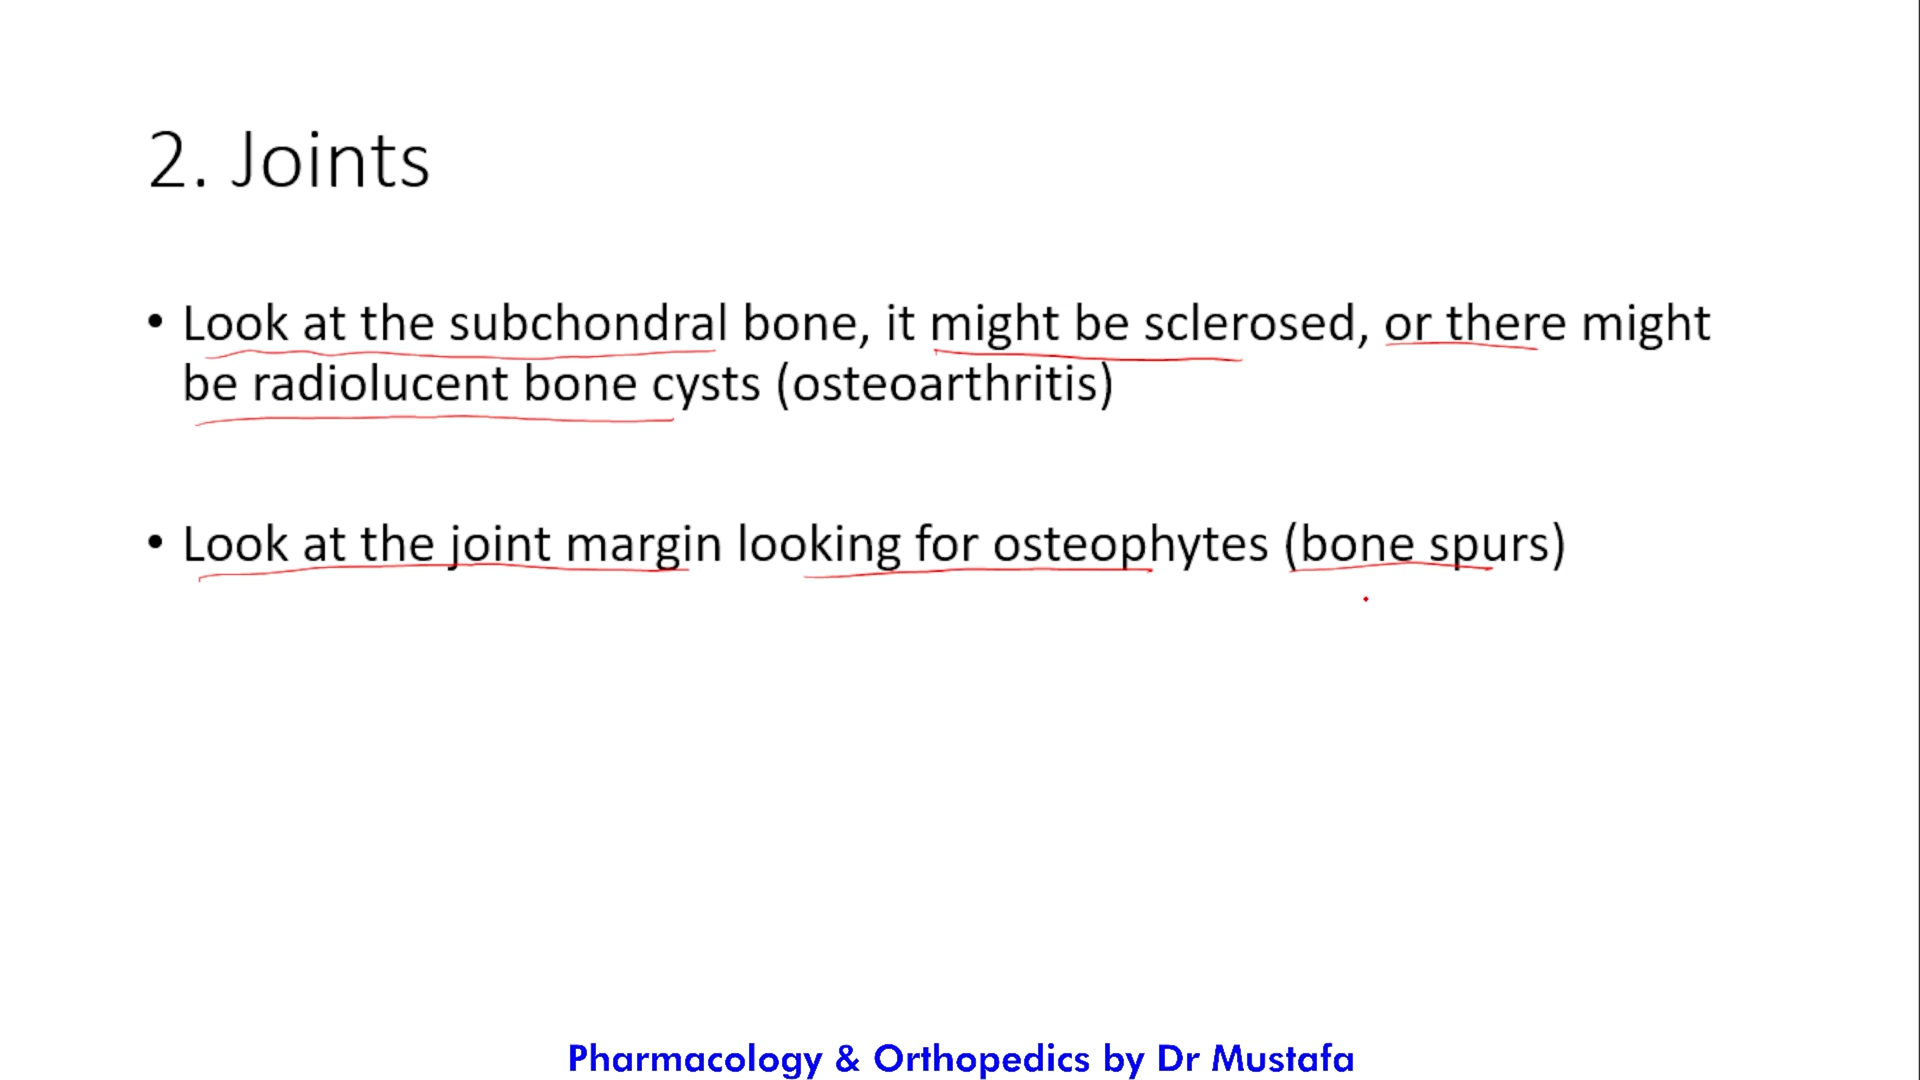 2. Joints
• Look at the subchondral bone, it might be sclerosed, or there might
be radiolucent bone cysts (osteoarthritis)
• Look at the joint margin looking for osteophytes (bone spurs)
Pharmacology & Orthopedics by Dr Mustafa